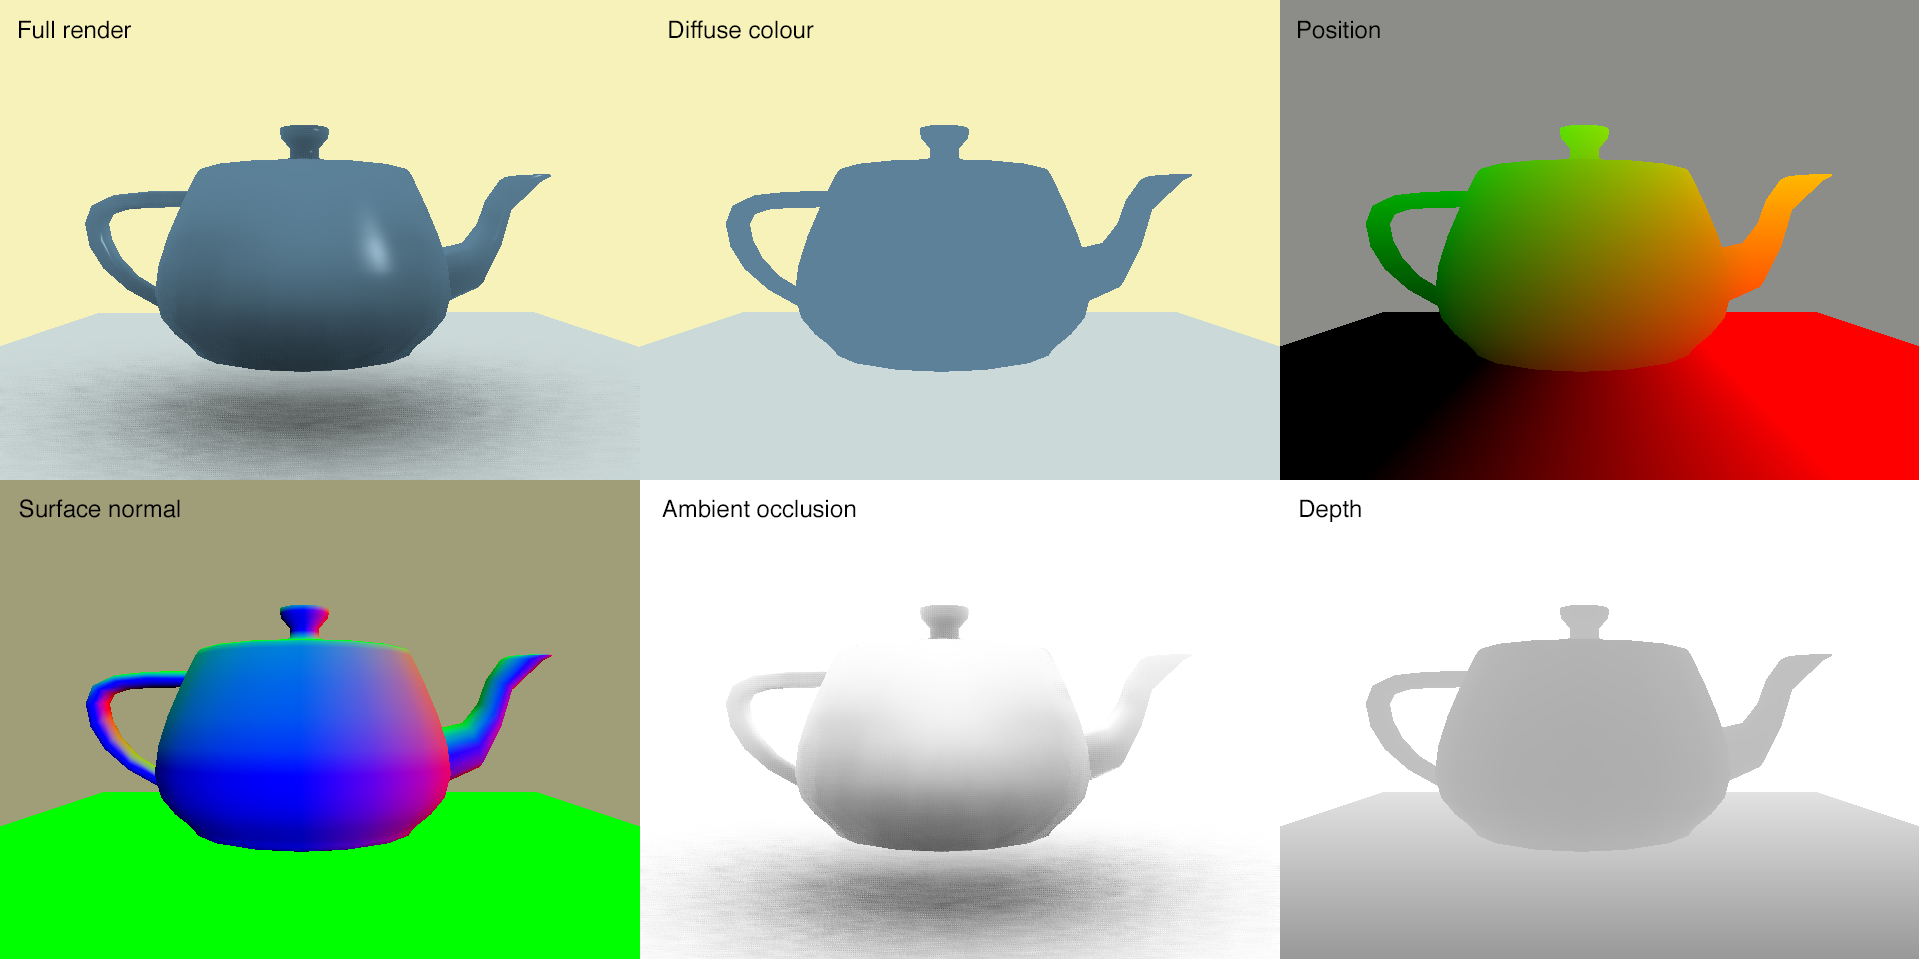 Full render
Diffuse colour
Position
Surface normal
Ambient occlusion
Depth